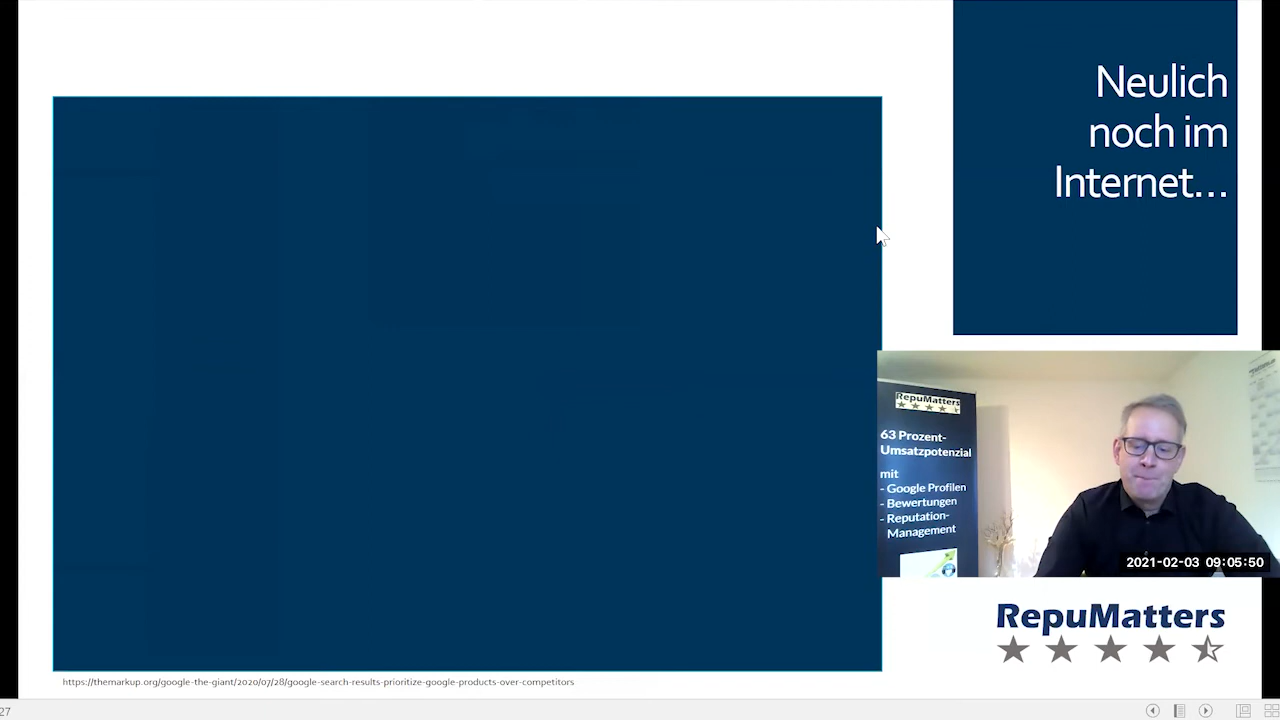 Neulich
noch im
Internet...
RepuMatters
63 Prozent-
Umsatzpotenzial
mit
- Google Profilen
- Bewertungen
- Reputation-
Management
2021-02-03 09:05:50
RepuMatters
https://themarkup.org/google-the-giant/2020/07/28/google-search-results-prioritize-google-products-over-competitors
27